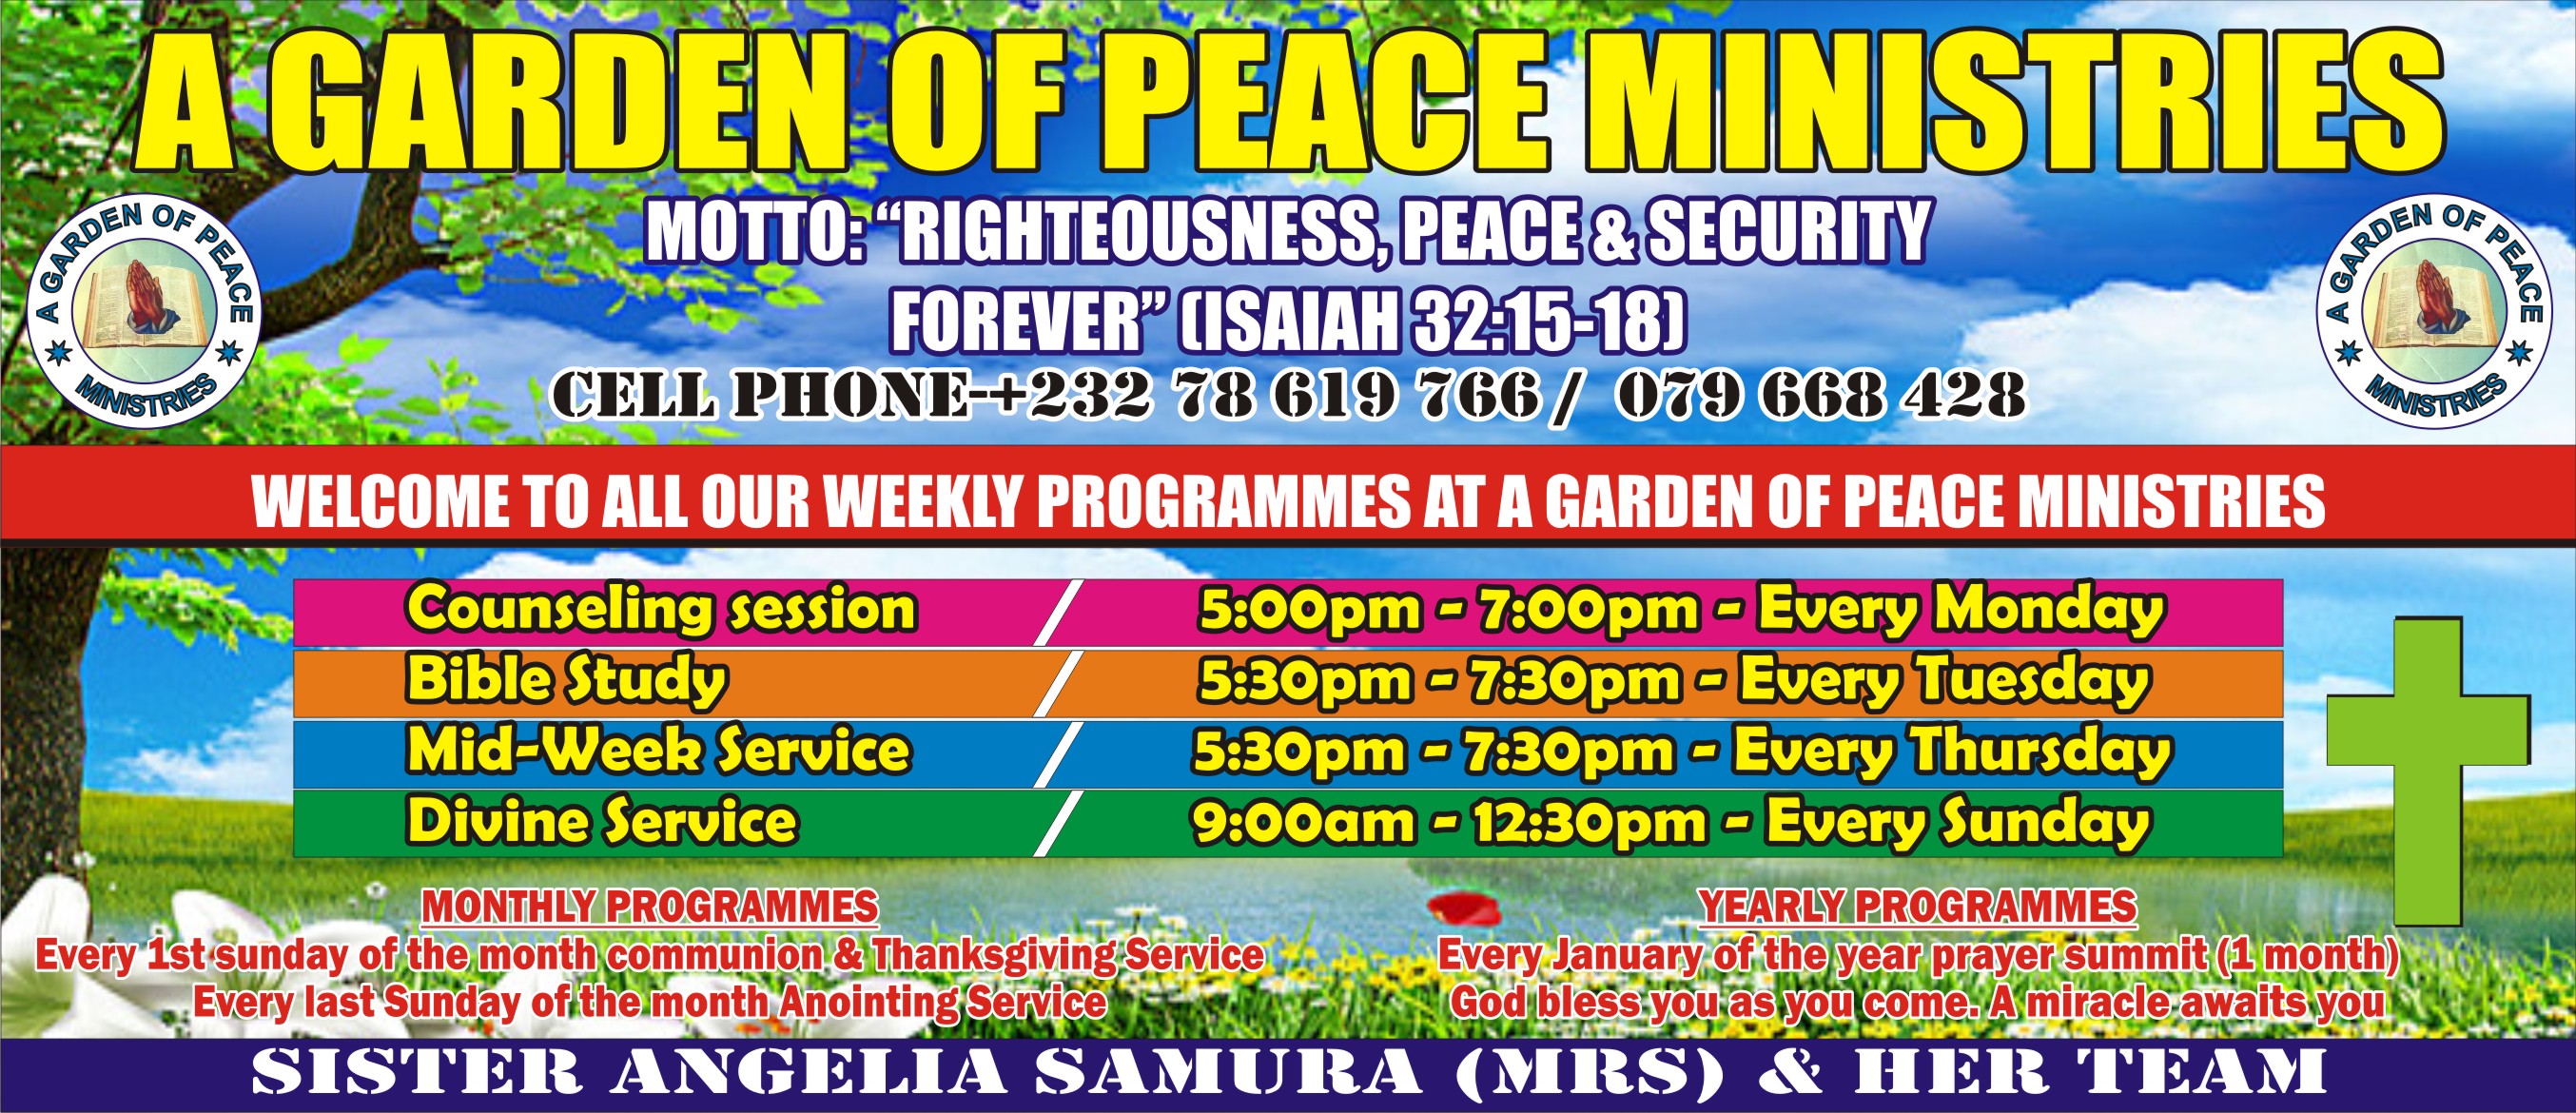 A GARDEN OF PEACE MINISTRIES
MOTTO: “RIGHTEOUSNESS, PEACE & SECURITY
FOREVER” (ISAIAH 32:15-18)
CELL PHONE-+232 78 619 766/ 079 668 428
A GARDEN OF PEACE
MINISTRIES
A GARDEN OF PEACE
MINISTRIES
WELCOME TO ALL OUR WEEKLY PROGRAMMES AT A GARDEN OF PEACE MINISTRIES
Counseling session / 5:00pm - 7:00pm - Every Monday
Bible Study / 5:30pm - 7:30pm - Every Tuesday
Mid-Week Service / 5:30pm - 7:30pm - Every Thursday
Divine Service / 9:00am - 12:30pm - Every Sunday
MONTHLY PROGRAMMES
Every 1st sunday of the month communion & Thanksgiving Service
Every last Sunday of the month Anointing Service
YEARLY PROGRAMMES
Every January of the year prayer summit (1 month)
God bless you as you come. A miracle awaits you
SISTER ANGELIA SAMURA (MRS) & HER TEAM